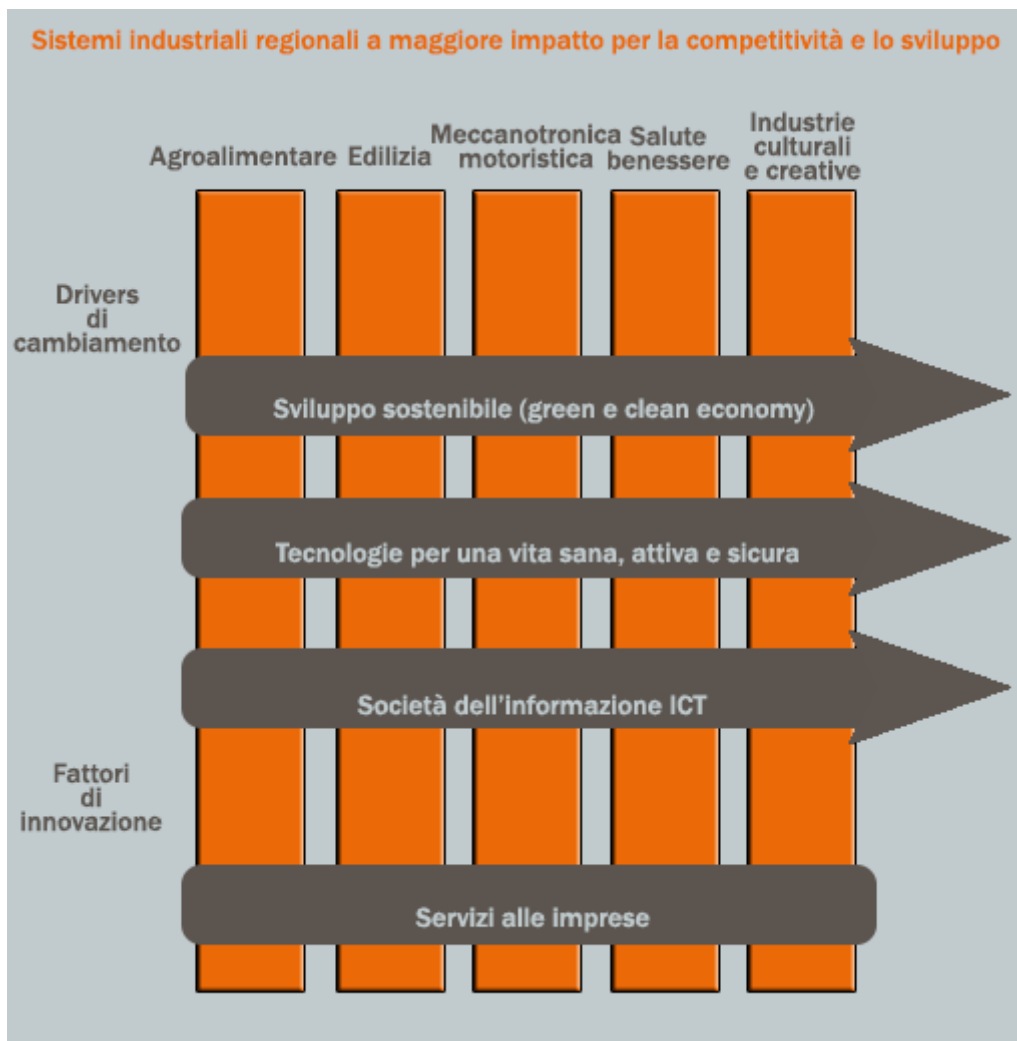 Sistemi industriali regionali a maggiore impatto per la competitività e lo sviluppo
Agroalimentare
Edilizia
Meccanotronica
motoristica
Salute
benessere
Industrie
culturali
e creative
Drivers
di
cambiamento
Sviluppo sostenibile (green e clean economy)
Tecnologie per una vita sana, attiva e sicura
Società dell'informazione ICT
Fattori
di
innovazione
Servizi alle imprese